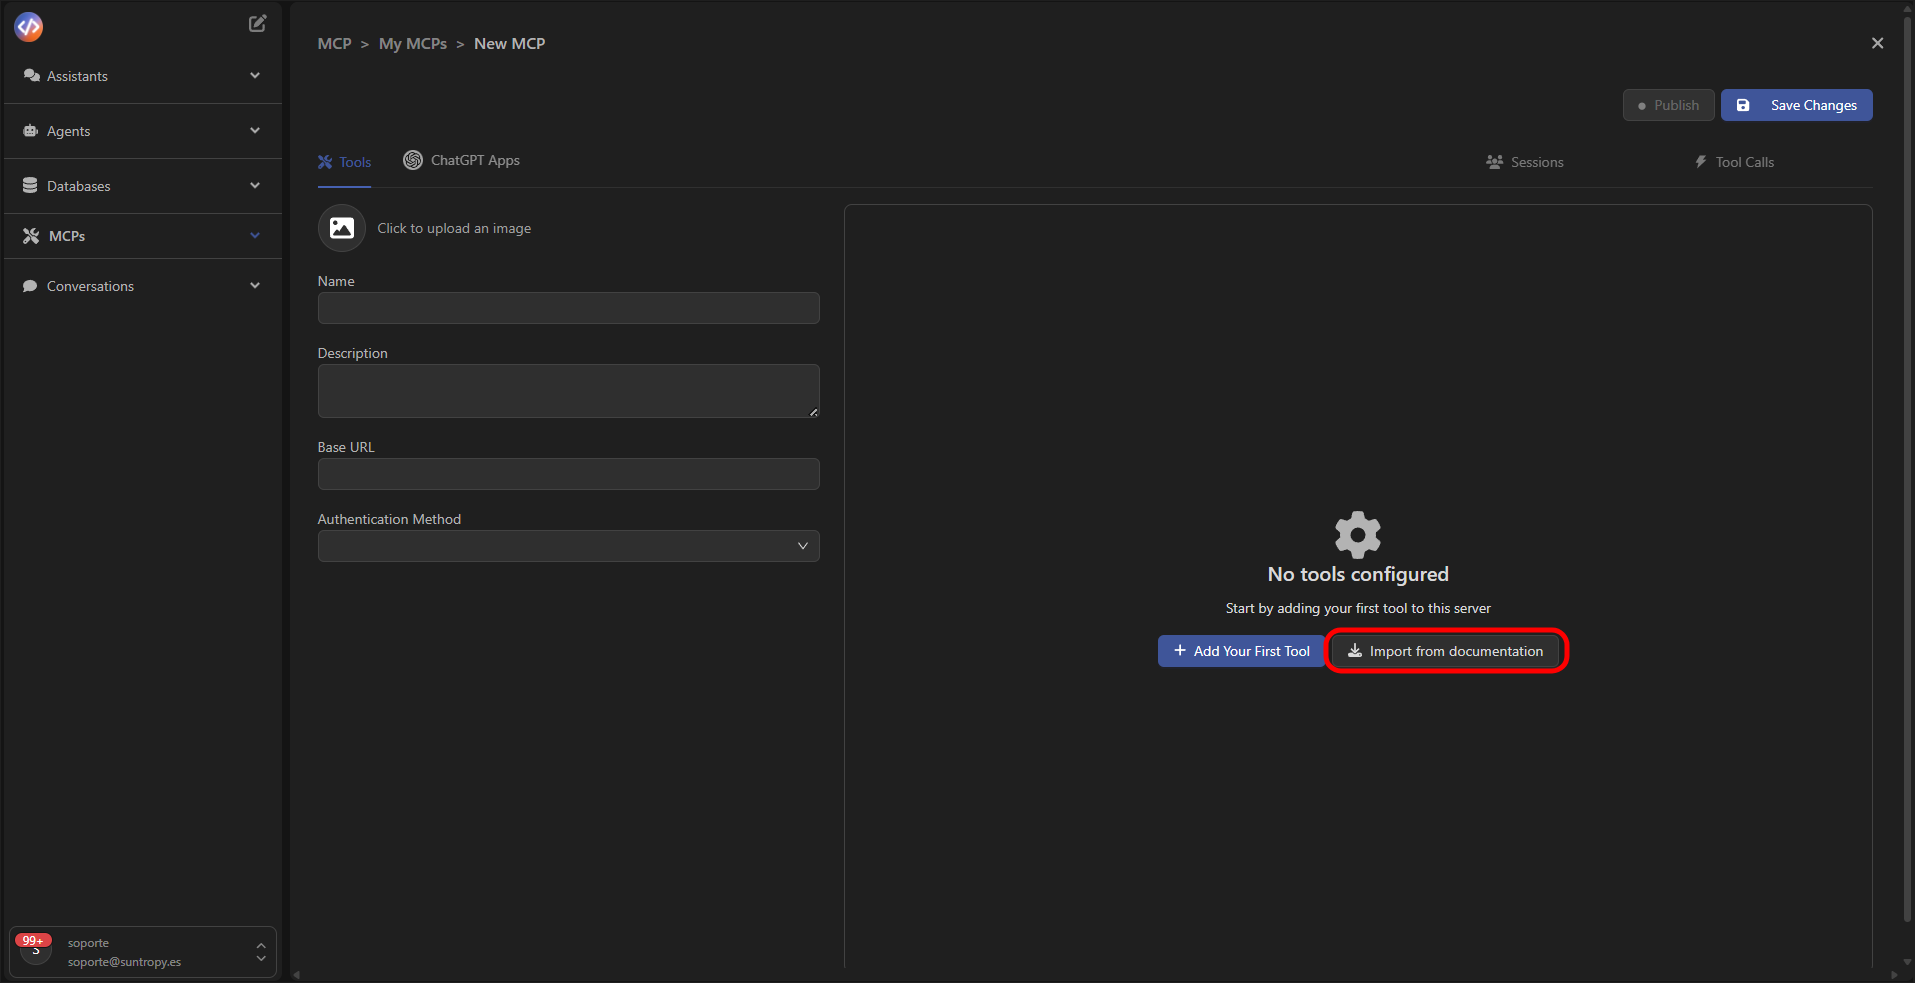 Assistants
Agents
Databases
MCPs
Conversations
99+
S
soporte
soporte@suntropy.es
MCP > My MCPs > New MCP
Publish
Save Changes
Tools
ChatGPT Apps
Sessions
Tool Calls
Click to upload an image
Name
Description
Base URL
Authentication Method
No tools configured
Start by adding your first tool to this server
+ Add Your First Tool
Import from documentation